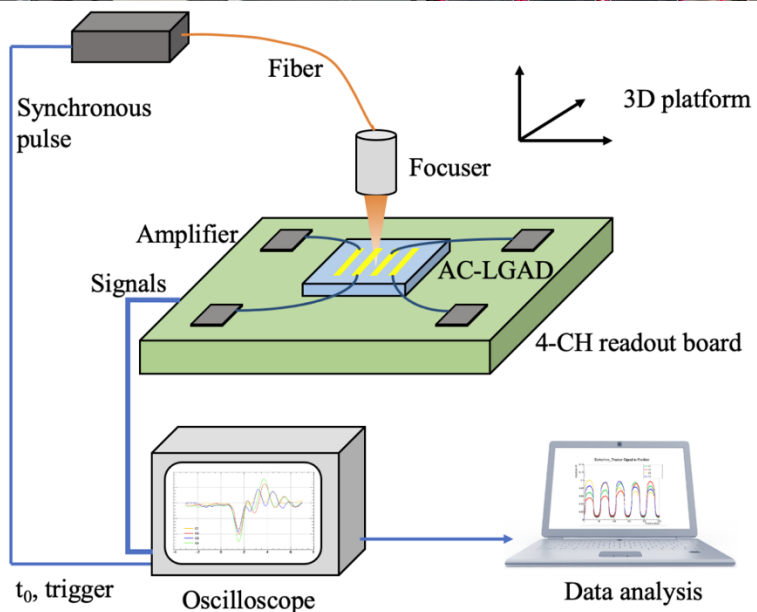 Fiber
Synchronous
pulse
3D platform
Focuser
Amplifier
AC-LGAD
Signals
4-CH readout board
t₀, trigger
Oscilloscope
Data analysis